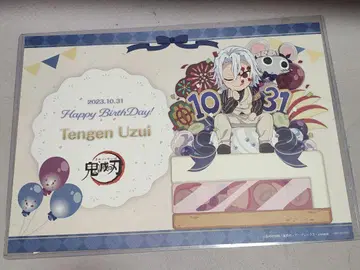 2023.10.31
Happy BirthDay!
Tengen Uzui
鬼滅の刃
10 31